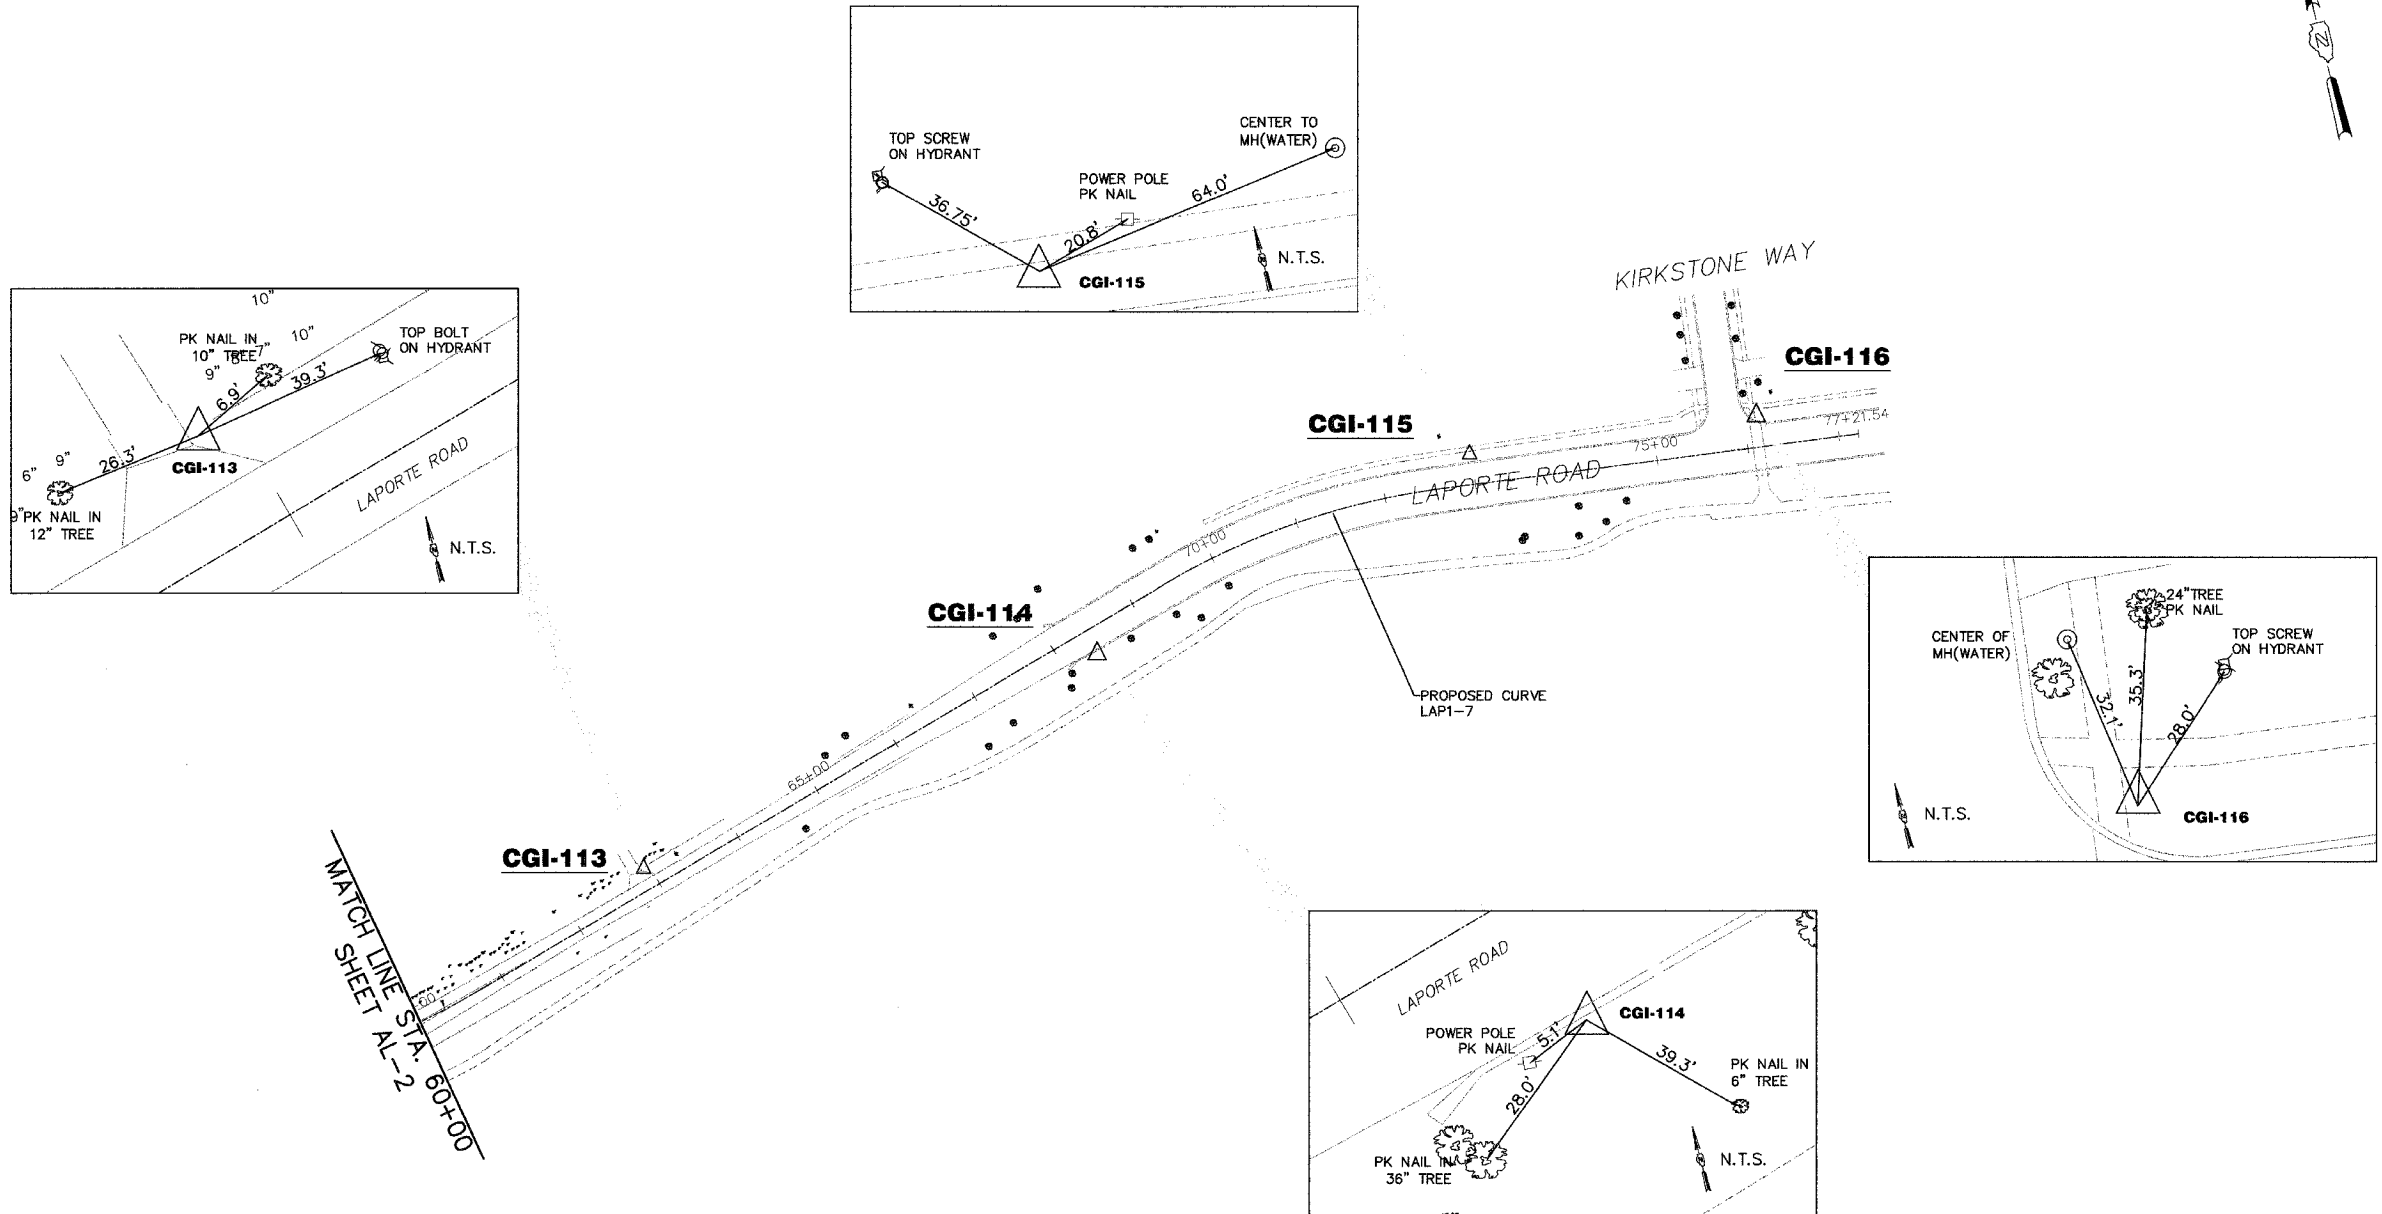 N
TOP SCREW
ON HYDRANT
CENTER TO
MH(WATER)
POWER POLE
PK NAIL
36.75'
20.8'
64.0'
CGI-115
N.T.S.
10"
PK NAIL IN
10" TREE
8"
7"
10"
9"
TOP BOLT
ON HYDRANT
6.9'
39.3'
26.3'
6"
9"
CGI-113
LAPORTE ROAD
9"
PK NAIL IN
12" TREE
N.T.S.
KIRKSTONE WAY
CGI-116
CGI-115
77+21.54
75+00
LAPORTE ROAD
70+00
CGI-114
PROPOSED CURVE
LAP1-7
65+00
CGI-113
MATCH LINE STA. 60+00
SHEET AL-2
00
24"TREE
PK NAIL
CENTER OF
MH(WATER)
TOP SCREW
ON HYDRANT
32.1'
35.3'
28.0'
CGI-116
N.T.S.
LAPORTE ROAD
CGI-114
POWER POLE
PK NAIL
5.1'
39.3'
28.0'
PK NAIL IN
6" TREE
PK NAIL IN
36" TREE
N.T.S.